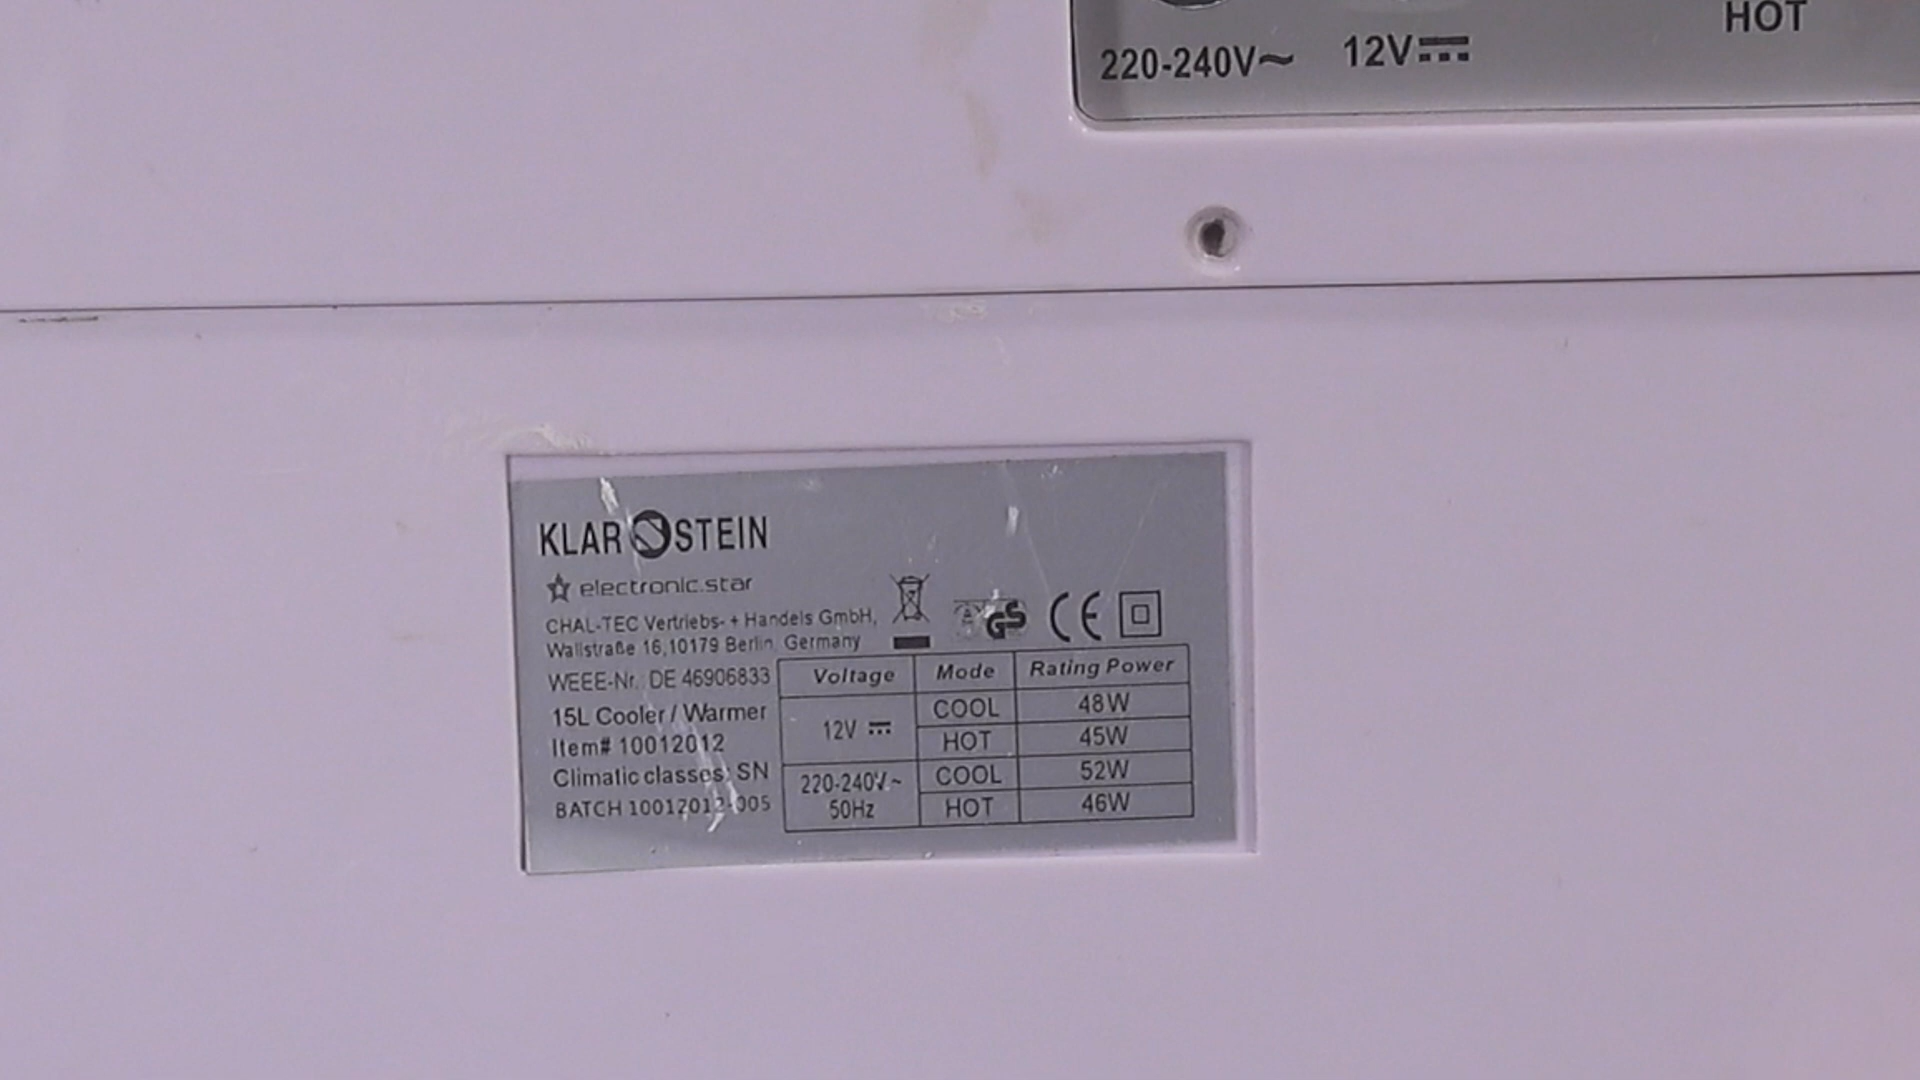 HOT
220-240V~ 12V⎓
KLARSTEIN
electronic.star
CHAL-TEC Vertriebs- + Handels GmbH,
Wallstraße 16,10179 Berlin, Germany
WEEE-Nr. DE 46906833
15L Cooler / Warmer
Item# 10012012
Climatic classes: SN
BATCH 10012012-005
GS CE
Voltage Mode Rating Power
12V⎓ COOL 48W
HOT 45W
220-240V~ 50Hz COOL 52W
HOT 46W